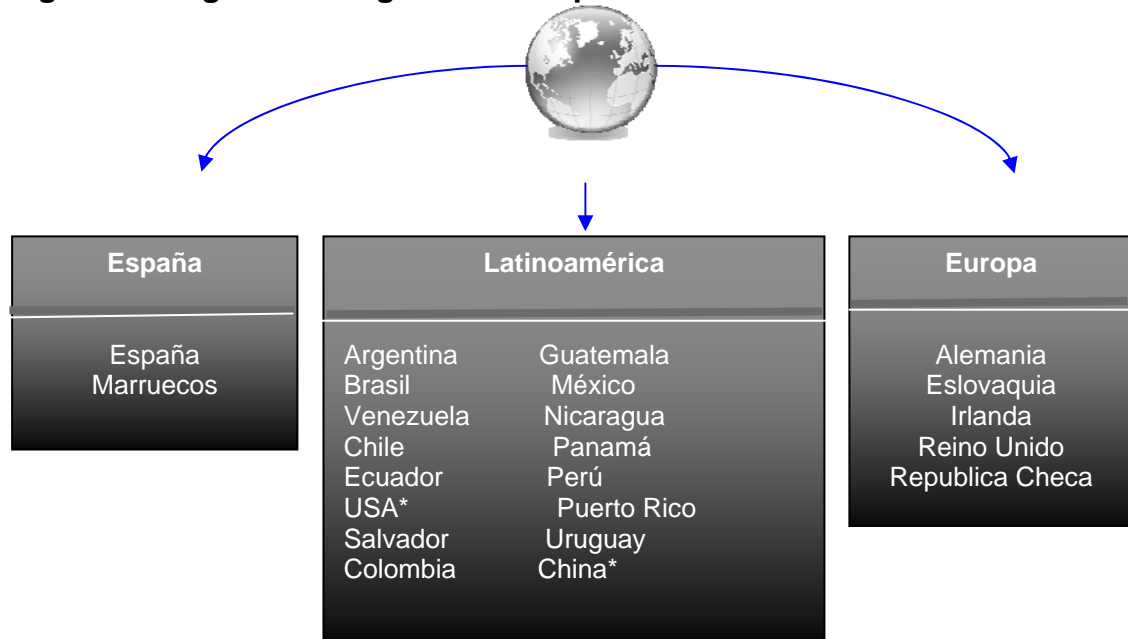 España
España
Marruecos
Latinoamérica
Argentina Guatemala
Brasil México
Venezuela Nicaragua
Chile Panamá
Ecuador Perú
USA* Puerto Rico
Salvador Uruguay
Colombia China*
Europa
Alemania
Eslovaquia
Irlanda
Reino Unido
Republica Checa